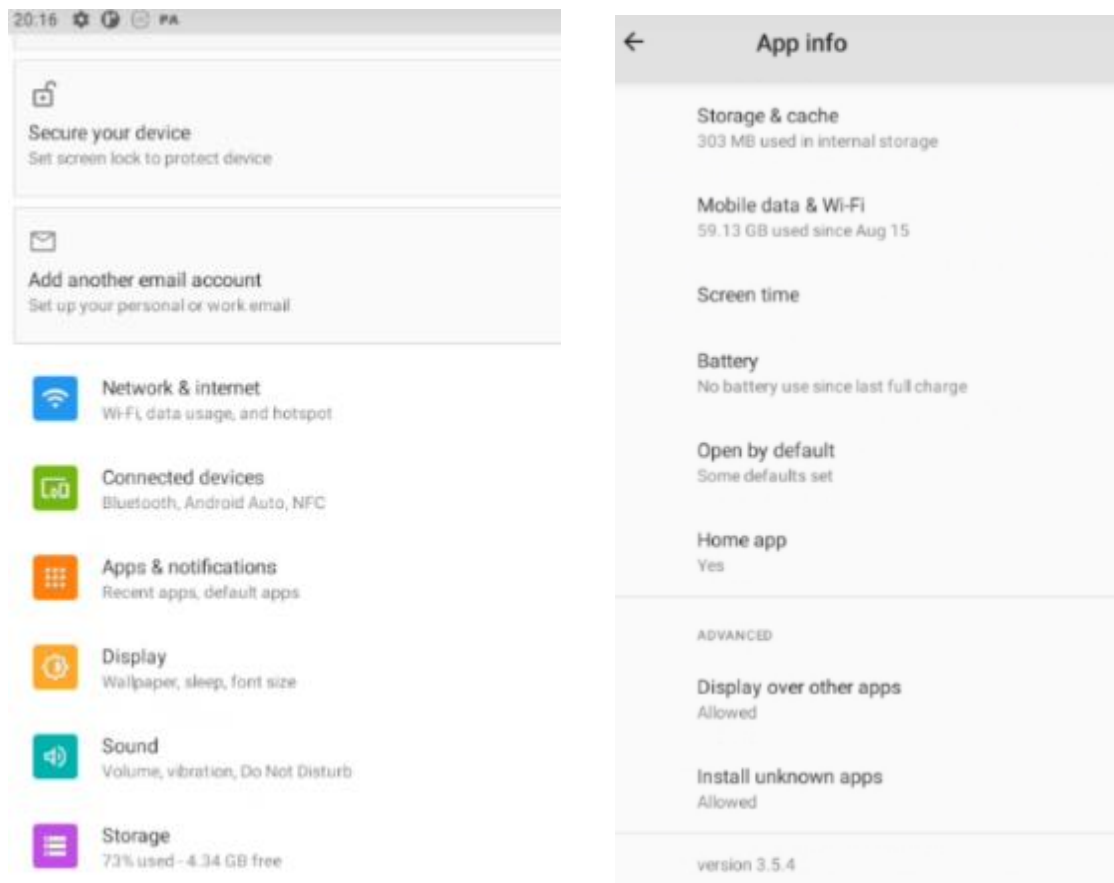 20:16 PA
Secure your device
Set screen lock to protect device
Add another email account
Set up your personal or work email
Network & internet
Wi-Fi, data usage, and hotspot
Connected devices
Bluetooth, Android Auto, NFC
Apps & notifications
Recent apps, default apps
Display
Wallpaper, sleep, font size
Sound
Volume, vibration, Do Not Disturb
Storage
73% used - 4.34 GB free
App info
Storage & cache
303 MB used in internal storage
Mobile data & Wi-Fi
59.13 GB used since Aug 15
Screen time
Battery
No battery use since last full charge
Open by default
Some defaults set
Home app
Yes
ADVANCED
Display over other apps
Allowed
Install unknown apps
Allowed
version 3.5.4